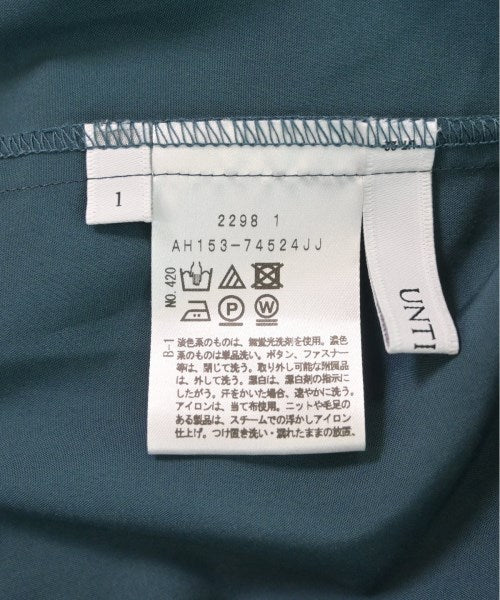 1
2298 1
AH153-74524JJ
NO.420
P W
B-1
淡色系のものは、無蛍光洗剤を使用。濃色
系のものは単品洗い。ボタン、ファスナー
等は、閉じて洗う。取り外し可能な附属品
は、外して洗う。漂白は、漂白剤の指示に
したがう。汗をかいた場合、速やかに洗う。
アイロンは、当て布使用。ニットや毛足の
ある製品は、スチームでの浮かしアイロン
仕上げ。つけ置き洗い・濡れたままの放置、
UNTI